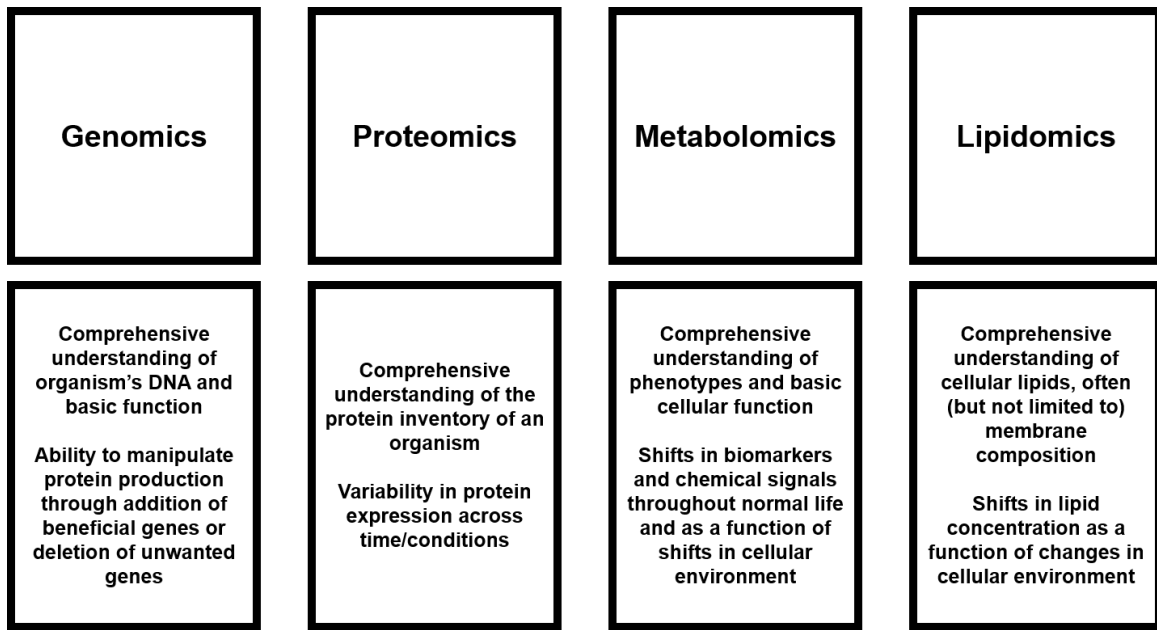 Genomics
Proteomics
Metabolomics
Lipidomics
Comprehensive
understanding of
organism’s DNA and
basic function
Ability to manipulate
protein production
through addition of
beneficial genes or
deletion of unwanted
genes
Comprehensive
understanding of the
protein inventory of an
organism
Variability in protein
expression across
time/conditions
Comprehensive
understanding of
phenotypes and basic
cellular function
Shifts in biomarkers
and chemical signals
throughout normal life
and as a function of
shifts in cellular
environment
Comprehensive
understanding of
cellular lipids, often
(but not limited to)
membrane
composition
Shifts in lipid
concentration as a
function of changes in
cellular environment